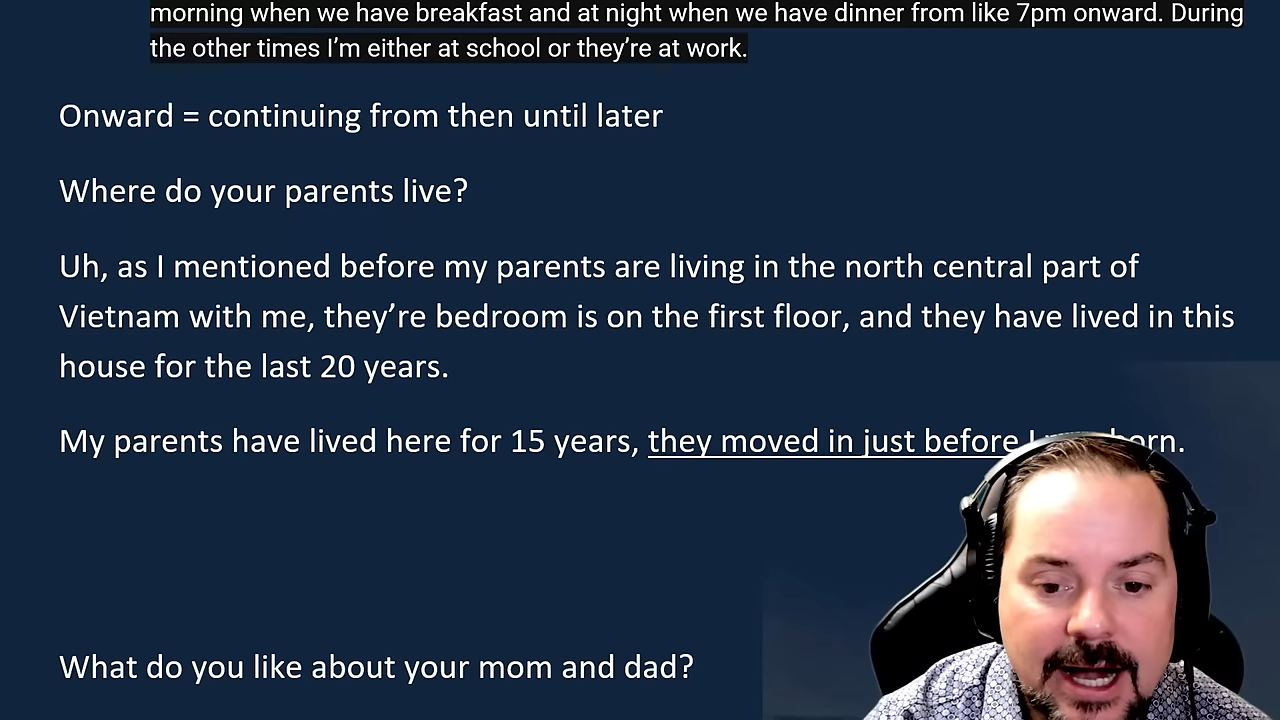 morning when we have breakfast and at night when we have dinner from like 7pm onward. During
the other times I’m either at school or they’re at work.
Onward = continuing from then until later
Where do your parents live?
Uh, as I mentioned before my parents are living in the north central part of
Vietnam with me, they’re bedroom is on the first floor, and they have lived in this
house for the last 20 years.
My parents have lived here for 15 years, they moved in just before I
What do you like about your mom and dad?